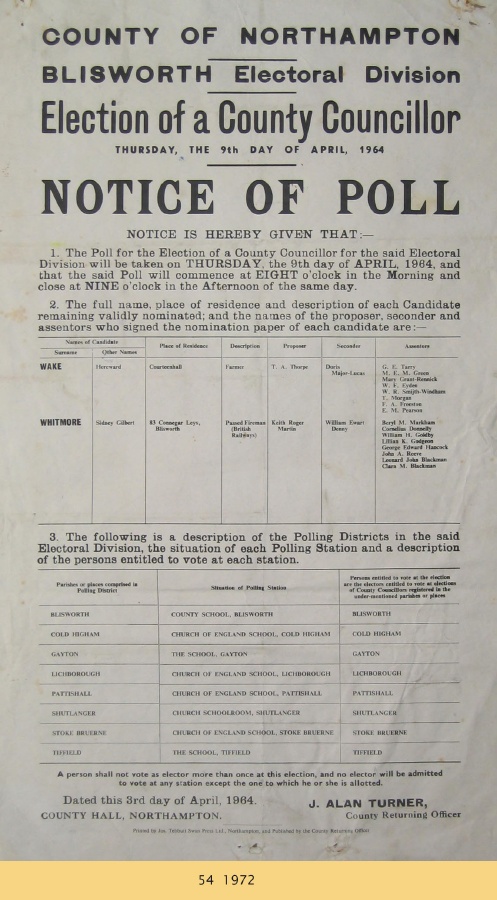 COUNTY OF NORTHAMPTON
BLISWORTH Electoral Division
Election of a County Councillor
THURSDAY, THE 9th DAY OF APRIL, 1964
NOTICE OF POLL
NOTICE IS HEREBY GIVEN THAT:—
1. The Poll for the Election of a County Councillor for the said Electoral
Division will be taken on THURSDAY, the 9th day of APRIL, 1964, and
that the said Poll will commence at EIGHT o'clock in the Morning and
close at NINE o'clock in the Afternoon of the same day.
2. The full name, place of residence and description of each Candidate
remaining validly nominated; and the names of the proposer, seconder and
assentors who signed the nomination paper of each candidate are:—
Names of Candidate
Surname
Other Names
Place of Residence
Description
Proposer
Seconder
Assentors
WAKE
Hereward
Courteenhall
Farmer
T. A. Thorpe
Doris
Major-Lucas
G. E. Tarry
M. E. M. Green
Mary Grant-Rennick
W. F. Eydes
W. R. Smyth-Windham
T. Morgan
F. A. Freeston
E. M. Pearson
WHITMORE
Sidney Gilbert
83 Connegar Leys,
Blisworth
Passed Fireman
(British
Railways)
Keith Roger
Martin
William Ewart
Denny
Beryl M. Markham
Cornelius Donnelly
William H. Goldby
Lillian K. Gudgeon
George Edward Hancock
John A. Reeve
Leonard John Blackman
Clara M. Blackman
3. The following is a description of the Polling Districts in the said
Electoral Division, the situation of each Polling Station and a description
of the persons entitled to vote at each station.
Parishes or places comprised in
Polling District
Situation of Polling Station
Persons entitled to vote at the election
are the electors entitled to vote at elections
of County Councillors registered in the
under-mentioned parishes or places
BLISWORTH
COUNTY SCHOOL, BLISWORTH
BLISWORTH
COLD HIGHAM
CHURCH OF ENGLAND SCHOOL, COLD HIGHAM
COLD HIGHAM
GAYTON
THE SCHOOL, GAYTON
GAYTON
LICHBOROUGH
CHURCH OF ENGLAND SCHOOL, LICHBOROUGH
LICHBOROUGH
PATTISHALL
CHURCH OF ENGLAND SCHOOL, PATTISHALL
PATTISHALL
SHUTLANGER
CHURCH SCHOOLROOM, SHUTLANGER
SHUTLANGER
STOKE BRUERNE
CHURCH OF ENGLAND SCHOOL, STOKE BRUERNE
STOKE BRUERNE
TIFFIELD
THE SCHOOL, TIFFIELD
TIFFIELD
A person shall not vote as elector more than once at this election, and no elector will be admitted
to vote at any station except the one to which he or she is allotted.
Dated this 3rd day of April, 1964.
COUNTY HALL, NORTHAMPTON.
J. ALAN TURNER,
County Returning Officer
Printed by Jos. Tebbutt Swan Press Ltd., Northampton, and Published by the County Returning Officer
54 1972